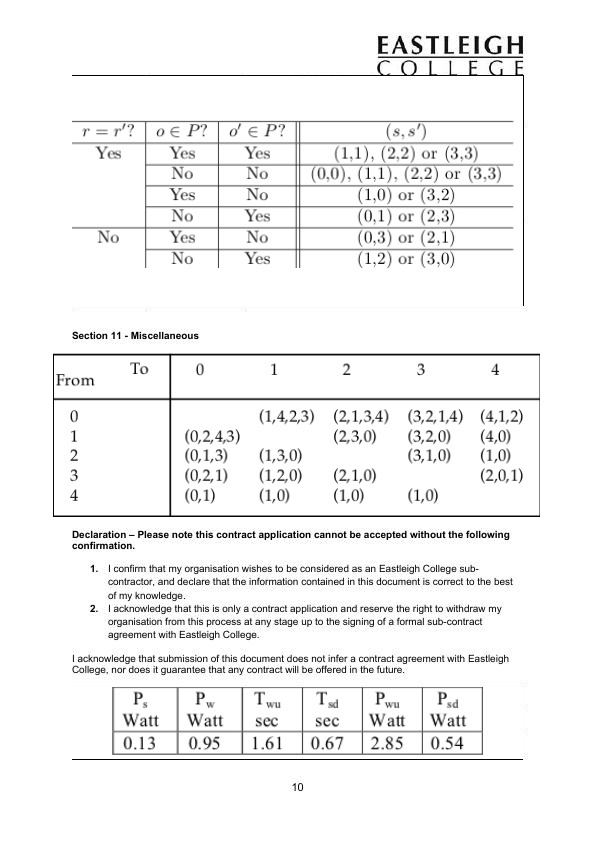 EASTLEIGH
COLLEGE
r = r′? o ∈ P? o′ ∈ P? (s, s′)
Yes Yes Yes (1,1), (2,2) or (3,3)
No No (0,0), (1,1), (2,2) or (3,3)
Yes No (1,0) or (3,2)
No Yes (0,1) or (2,3)
No Yes No (0,3) or (2,1)
No Yes (1,2) or (3,0)
Section 11 - Miscellaneous
From To 0 1 2 3 4
0 (1,4,2,3) (2,1,3,4) (3,2,1,4) (4,1,2)
1 (0,2,4,3) (2,3,0) (3,2,0) (4,0)
2 (0,1,3) (1,3,0) (3,1,0) (1,0)
3 (0,2,1) (1,2,0) (2,1,0) (2,0,1)
4 (0,1) (1,0) (1,0) (1,0)
Declaration – Please note this contract application cannot be accepted without the following
confirmation.
1. I confirm that my organisation wishes to be considered as an Eastleigh College sub-
contractor, and declare that the information contained in this document is correct to the best
of my knowledge.
2. I acknowledge that this is only a contract application and reserve the right to withdraw my
organisation from this process at any stage up to the signing of a formal sub-contract
agreement with Eastleigh College.
I acknowledge that submission of this document does not infer a contract agreement with Eastleigh
College, nor does it guarantee that any contract will be offered in the future.
Ps Pw Twu Tsd Pwu Psd
Watt Watt sec sec Watt Watt
0.13 0.95 1.61 0.67 2.85 0.54
10